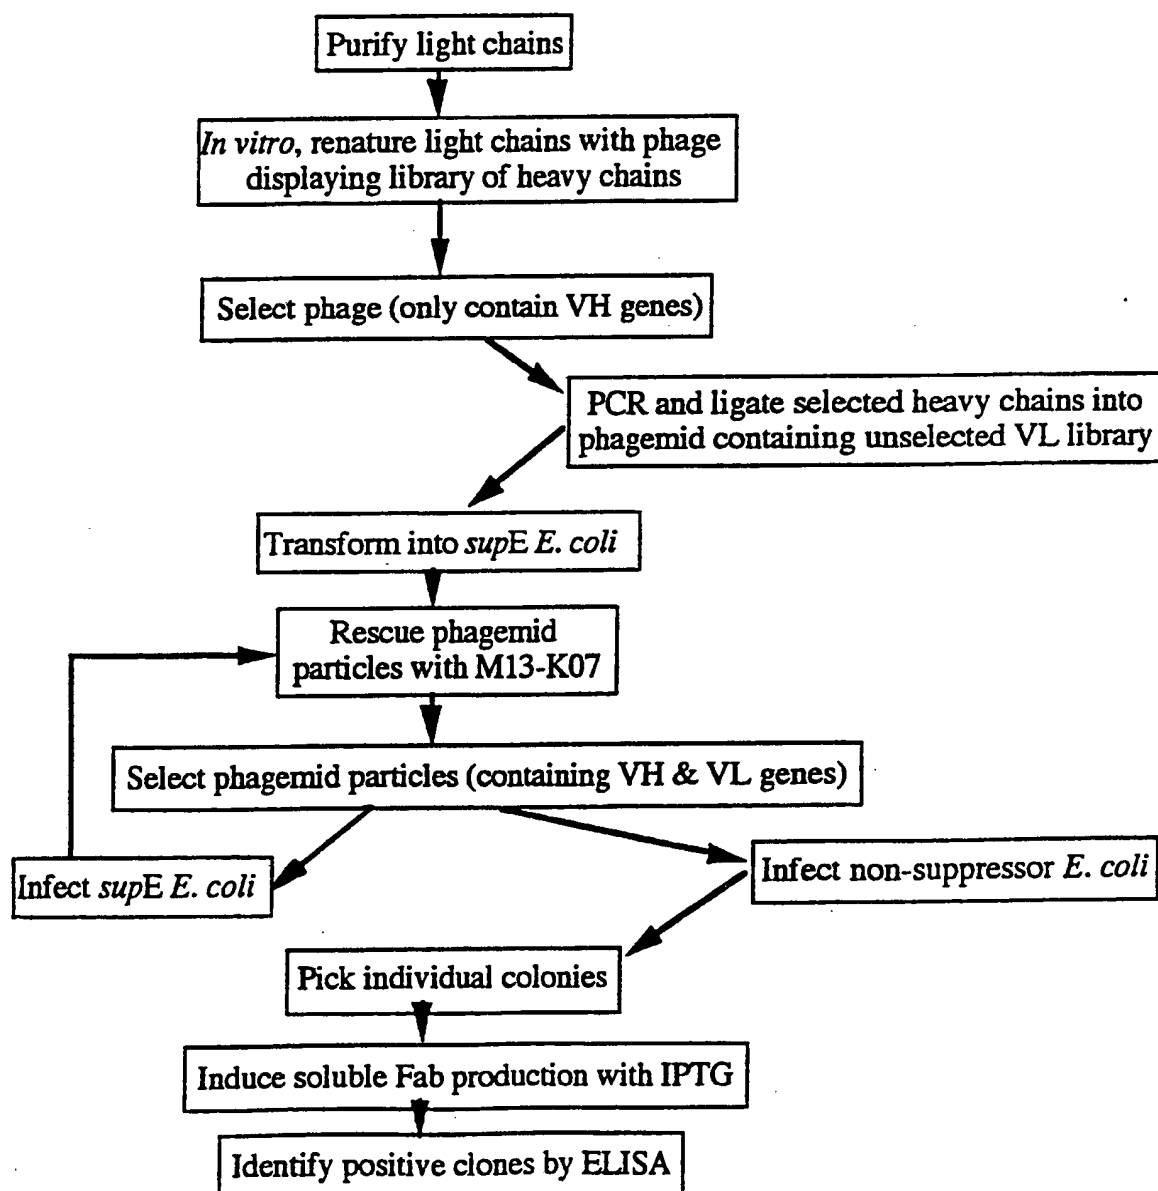 Purify light chains
In vitro, renature light chains with phage
displaying library of heavy chains
Select phage (only contain VH genes)
PCR and ligate selected heavy chains into
phagemid containing unselected VL library
Transform into supE E. coli
Rescue phagemid
particles with M13-K07
Select phagemid particles (containing VH & VL genes)
Infect supE E. coli
Infect non-suppressor E. coli
Pick individual colonies
Induce soluble Fab production with IPTG
Identify positive clones by ELISA